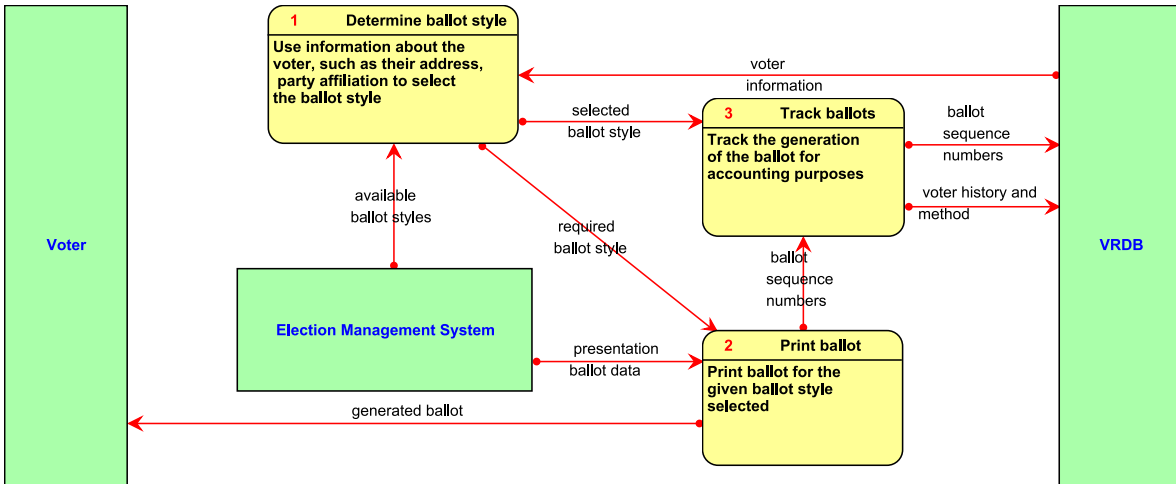 1 Determine ballot style
Use information about the
voter, such as their address,
party affiliation to select
the ballot style
voter
information
selected
ballot style
3 Track ballots
Track the generation
of the ballot for
accounting purposes
ballot
sequence
numbers
voter history and
method
available
ballot styles
required
ballot style
Voter
VRDB
ballot
sequence
numbers
Election Management System
presentation
ballot data
2 Print ballot
Print ballot for the
given ballot style
selected
generated ballot